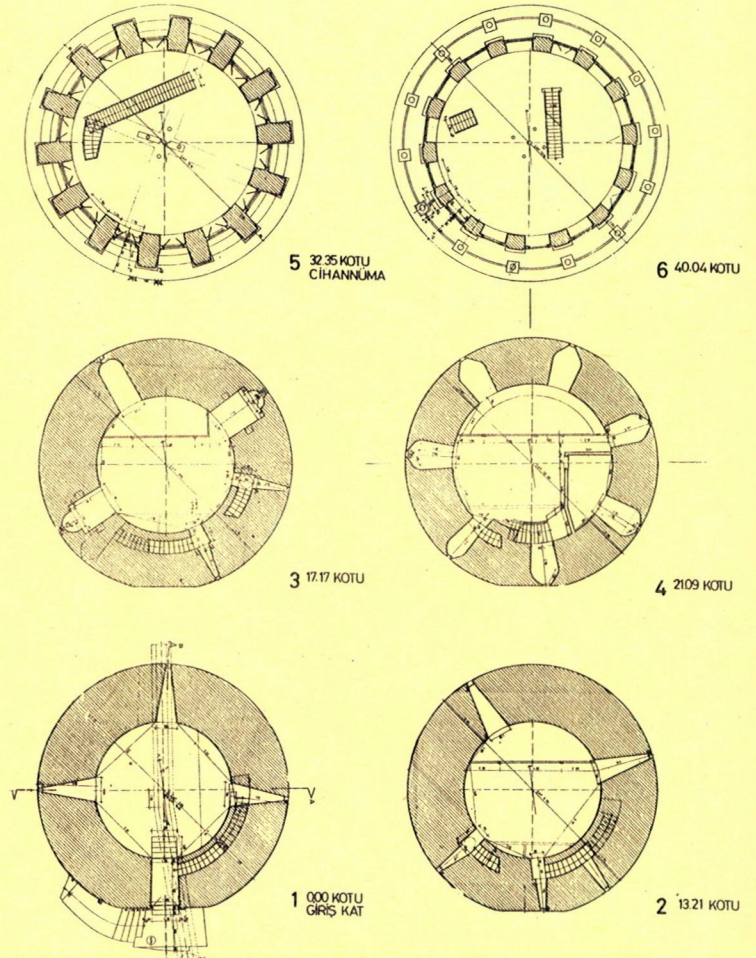 5 32.35 KOTU
CİHANNÜMA
6 40.04 KOTU
3 17.17 KOTU
4 21.09 KOTU
1 0.00 KOTU
GİRİŞ KAT
2 13.21 KOTU